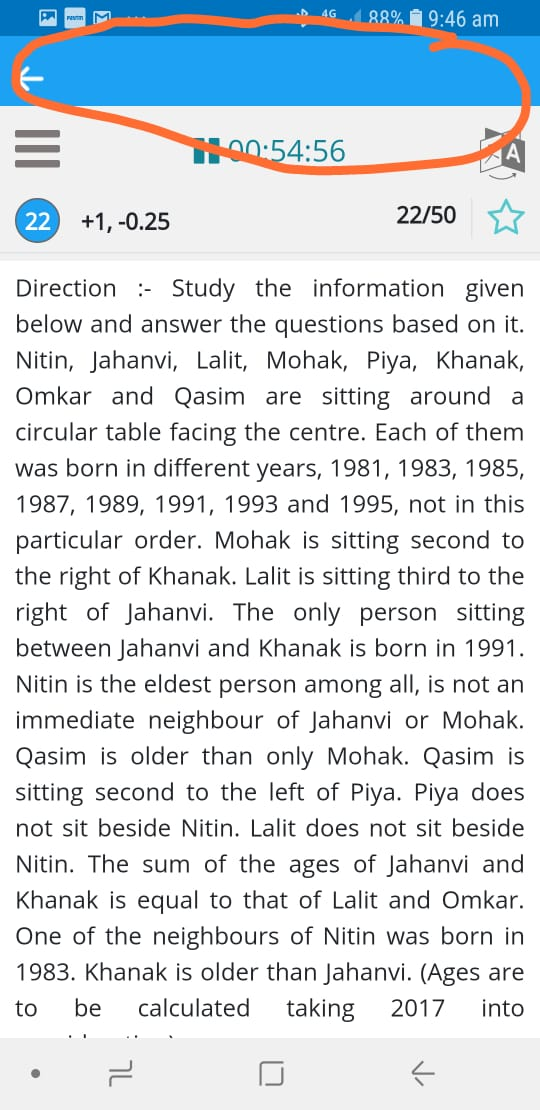 4G 88% 9:46 am
00:54:56
A
22 +1, -0.25 22/50
Direction :- Study the information given
below and answer the questions based on it.
Nitin, Jahanvi, Lalit, Mohak, Piya, Khanak,
Omkar and Qasim are sitting around a
circular table facing the centre. Each of them
was born in different years, 1981, 1983, 1985,
1987, 1989, 1991, 1993 and 1995, not in this
particular order. Mohak is sitting second to
the right of Khanak. Lalit is sitting third to the
right of Jahanvi. The only person sitting
between Jahanvi and Khanak is born in 1991.
Nitin is the eldest person among all, is not an
immediate neighbour of Jahanvi or Mohak.
Qasim is older than only Mohak. Qasim is
sitting second to the left of Piya. Piya does
not sit beside Nitin. Lalit does not sit beside
Nitin. The sum of the ages of Jahanvi and
Khanak is equal to that of Lalit and Omkar.
One of the neighbours of Nitin was born in
1983. Khanak is older than Jahanvi. (Ages are
to be calculated taking 2017 into